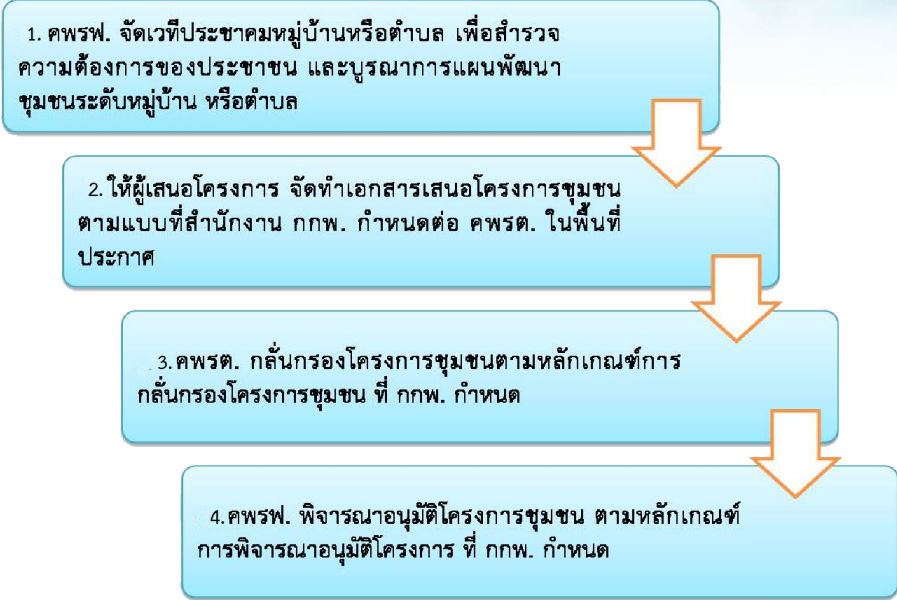 1. คพรฟ. จัดเวทีประชาคมหมู่บ้านหรือตำบล เพื่อสำรวจ
ความต้องการของประชาชน และบูรณาการแผนพัฒนา
ชุมชนระดับหมู่บ้าน หรือตำบล
2. ให้ผู้เสนอโครงการ จัดทำเอกสารเสนอโครงการชุมชน
ตามแบบที่สำนักงาน กกพ. กำหนดต่อ คพรต. ในพื้นที่
ประกาศ
3. คพรต. กลั่นกรองโครงการชุมชนตามหลักเกณฑ์การ
กลั่นกรองโครงการชุมชน ที่ กกพ. กำหนด
4. คพรฟ. พิจารณาอนุมัติโครงการชุมชน ตามหลักเกณฑ์
การพิจารณาอนุมัติโครงการ ที่ กกพ. กำหนด